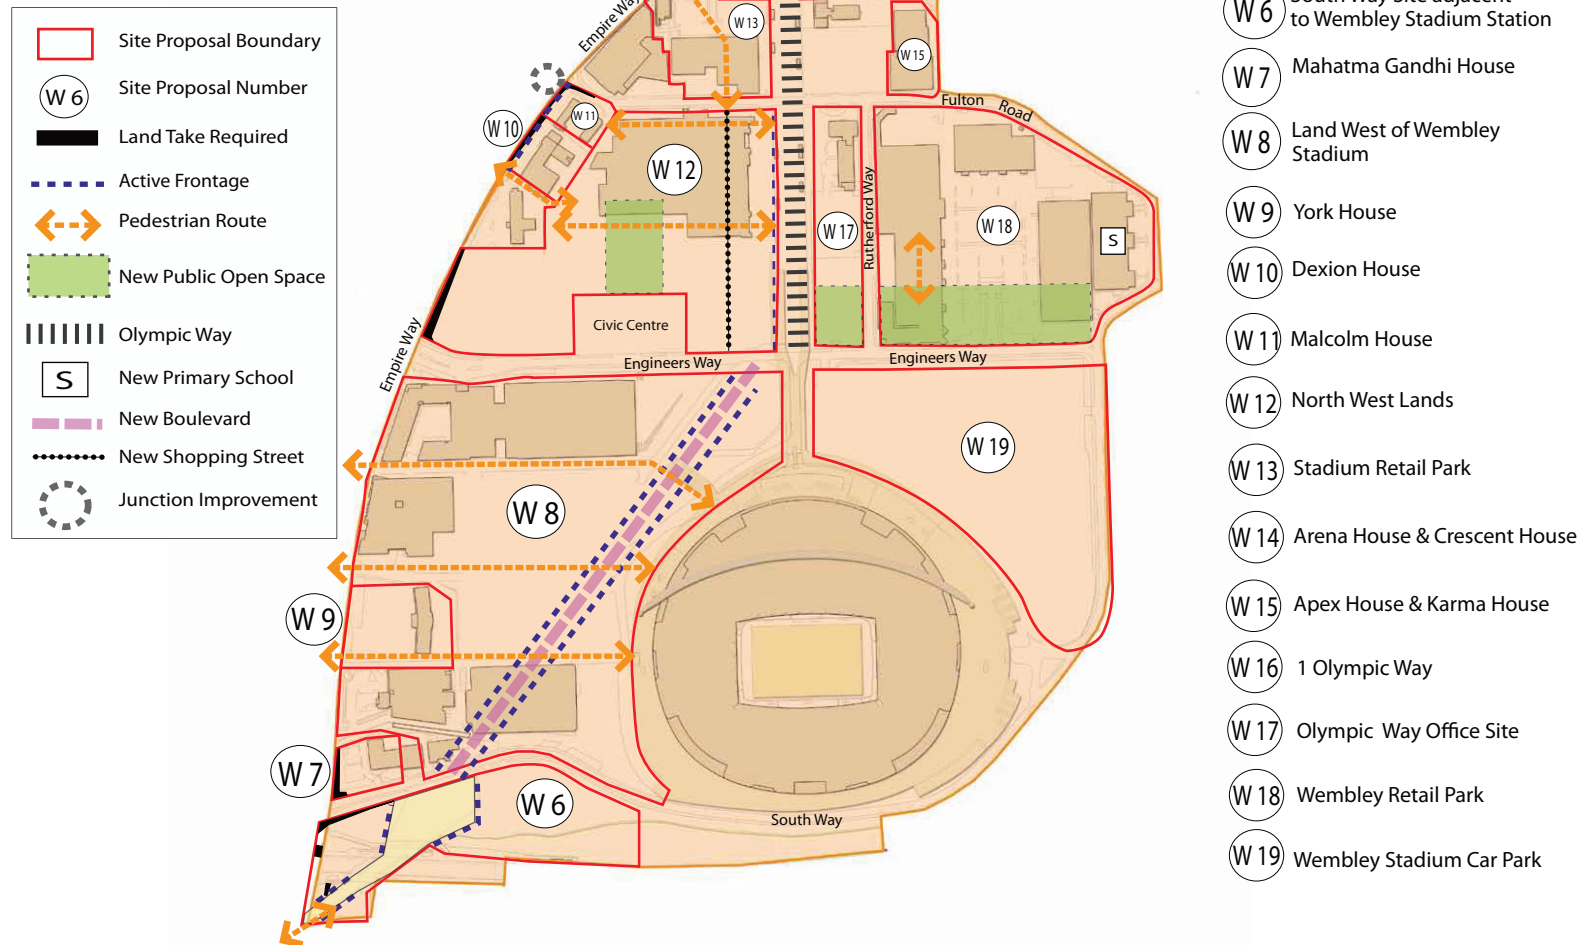 Site Proposal Boundary
W 6
Site Proposal Number
Land Take Required
Active Frontage
Pedestrian Route
New Public Open Space
Olympic Way
S
New Primary School
New Boulevard
New Shopping Street
Junction Improvement
Empire Way
W 13
W 15
Fulton Road
W 10
W 11
W 12
W 17
Rutherford Way
W 18
S
Civic Centre
Empire Way
Engineers Way
Engineers Way
W 19
W 8
W 9
W 7
W 6
South Way
W 6
South Way Site adjacent
to Wembley Stadium Station
W 7
Mahatma Gandhi House
W 8
Land West of Wembley
Stadium
W 9
York House
W 10
Dexion House
W 11
Malcolm House
W 12
North West Lands
W 13
Stadium Retail Park
W 14
Arena House & Crescent House
W 15
Apex House & Karma House
W 16
1 Olympic Way
W 17
Olympic Way Office Site
W 18
Wembley Retail Park
W 19
Wembley Stadium Car Park